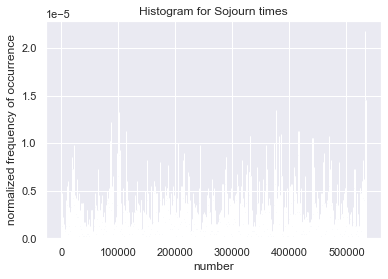 Histogram for Sojourn times
1e−5
normalized frequency of occurrence
2.0
1.5
1.0
0.5
0.0
0 100000 200000 300000 400000 500000
number